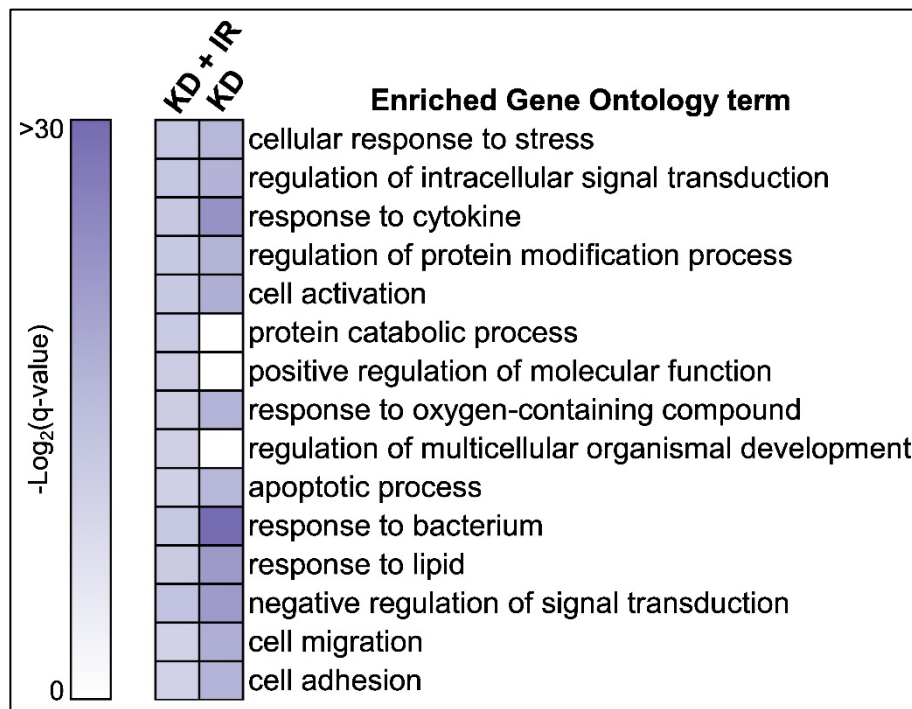 KD + IR
KD
Enriched Gene Ontology term
>30
-Log₂(q-value)
0
cellular response to stress
regulation of intracellular signal transduction
response to cytokine
regulation of protein modification process
cell activation
protein catabolic process
positive regulation of molecular function
response to oxygen-containing compound
regulation of multicellular organismal development
apoptotic process
response to bacterium
response to lipid
negative regulation of signal transduction
cell migration
cell adhesion